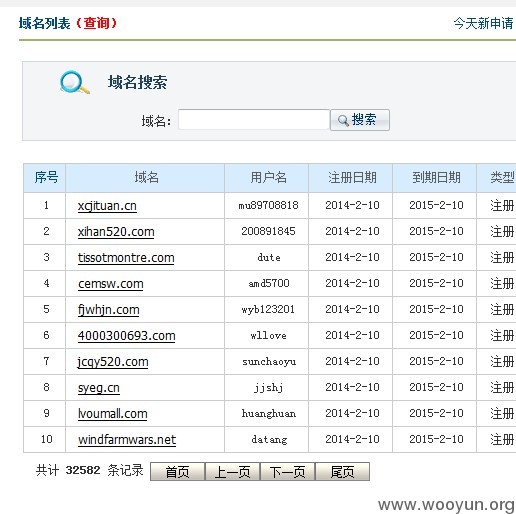 域名列表（查询） 今天新申请
域名搜索
域名： 搜索
序号 域名 用户名 注册日期 到期日期 类型
1 xcjituan.cn mu89708818 2014-2-10 2015-2-10 注册
2 xihan520.com 200891845 2014-2-10 2015-2-10 注册
3 tissotmontre.com dute 2014-2-10 2015-2-10 注册
4 cemsw.com amd5700 2014-2-10 2015-2-10 注册
5 fjwhjn.com wyb123201 2014-2-10 2015-2-10 注册
6 4000300693.com wllove 2014-2-10 2015-2-10 注册
7 jcqy520.com sunchaoyu 2014-2-10 2015-2-10 注册
8 syeg.cn jjshj 2014-2-10 2015-2-10 注册
9 lvoumall.com huanghuan 2014-2-10 2015-2-10 注册
10 windfarmwars.net datang 2014-2-10 2015-2-10 注册
共计 32582 条记录 首页 上一页 下一页 尾页
www.wooyun.org